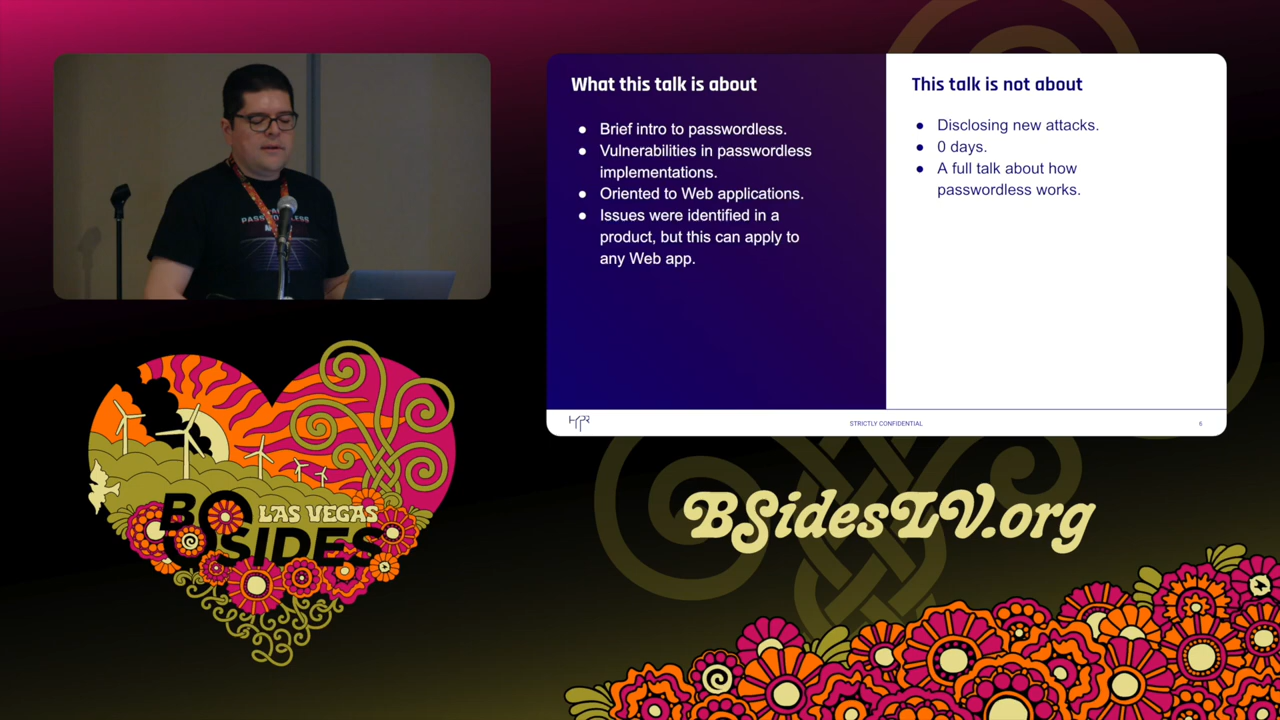 What this talk is about
● Brief intro to passwordless.
● Vulnerabilities in passwordless
implementations.
● Oriented to Web applications.
● Issues were identified in a
product, but this can apply to
any Web app.
This talk is not about
● Disclosing new attacks.
● 0 days.
● A full talk about how
passwordless works.
HYPR
STRICTLY CONFIDENTIAL
6
LAS VEGAS
BSIDES
BSidesLV.org